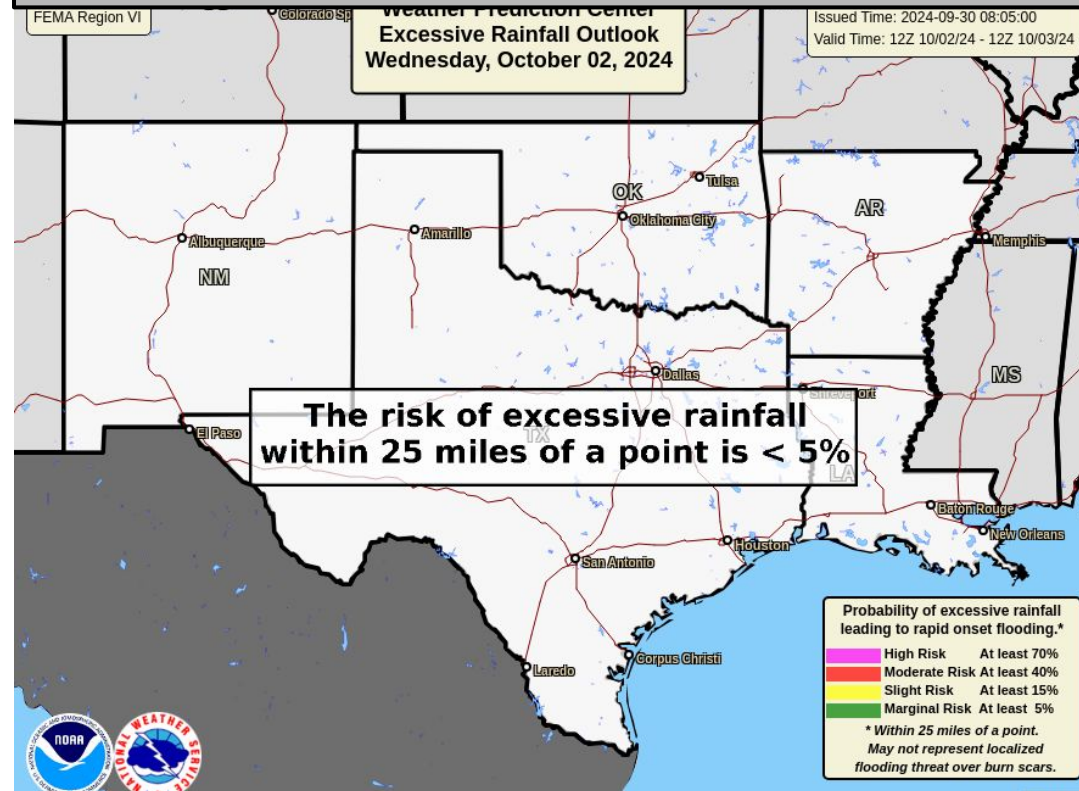 FEMA Region VI
Weather Prediction Center
Excessive Rainfall Outlook
Wednesday, October 02, 2024
Issued Time: 2024-09-30 08:05:00
Valid Time: 12Z 10/02/24 - 12Z 10/03/24
Tulsa
OK
Oklahoma City
AR
Amarillo
Albuquerque
Memphis
NM
Dallas
MS
Shreveport
The risk of excessive rainfall
El Paso
TX
within 25 miles of a point is < 5%
LA
Baton Rouge
New Orleans
Houston
San Antonio
Corpus Christi
Laredo
Probability of excessive rainfall
leading to rapid onset flooding.*
High Risk At least 70%
Moderate Risk At least 40%
Slight Risk At least 15%
Marginal Risk At least 5%
* Within 25 miles of a point.
May not represent localized
flooding threat over burn scars.
NOAA
NATIONAL WEATHER SERVICE